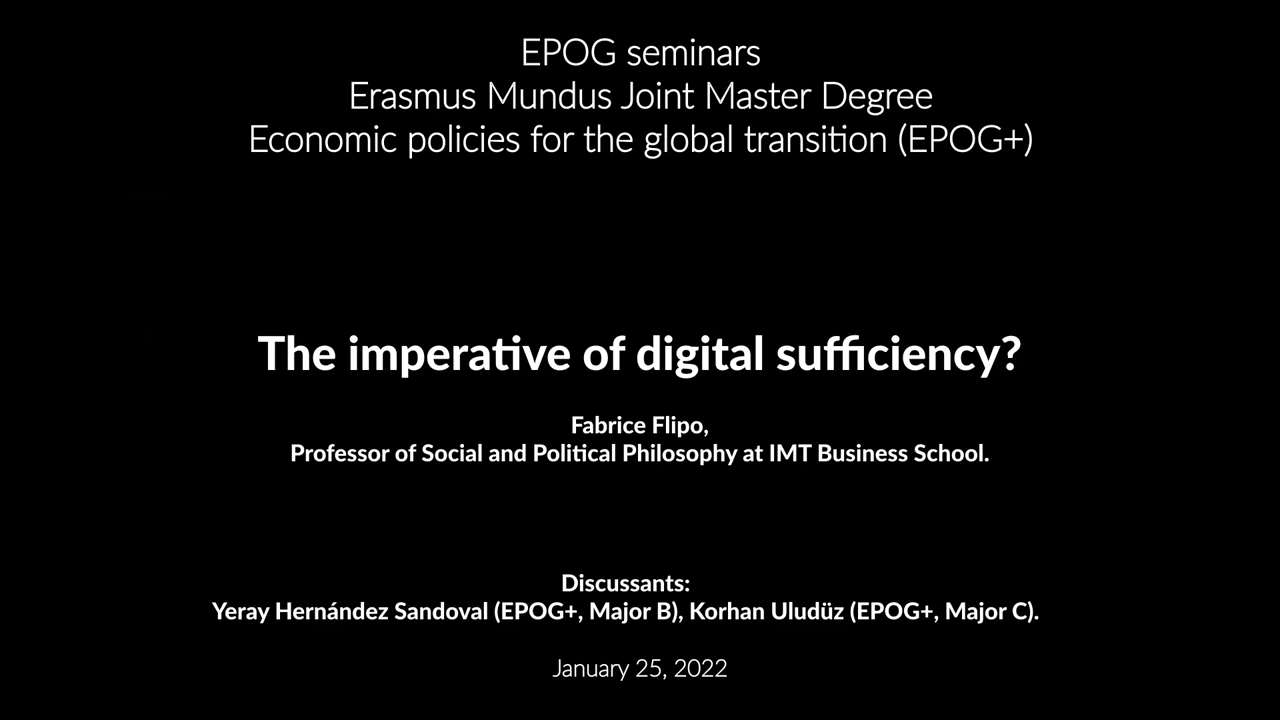 EPOG seminars
Erasmus Mundus Joint Master Degree
Economic policies for the global transition (EPOG+)
The imperative of digital sufficiency?
Fabrice Flipo,
Professor of Social and Political Philosophy at IMT Business School.
Discussants:
Yeray Hernández Sandoval (EPOG+, Major B), Korhan Uludüz (EPOG+, Major C).
January 25, 2022